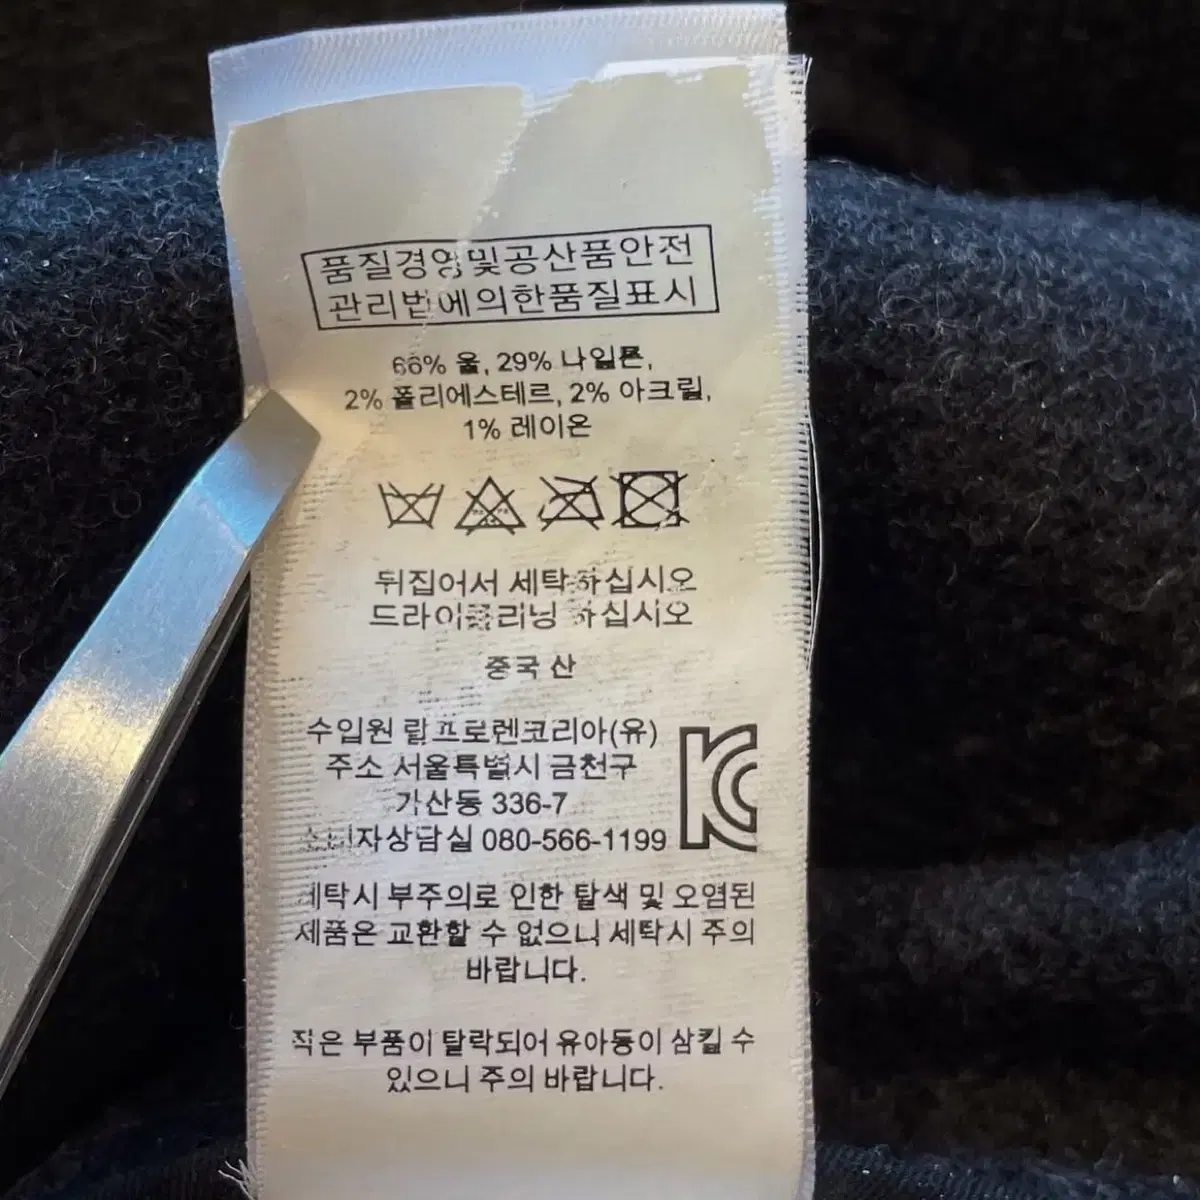 품질경영및공산품안전
관리법에의한품질표시
66% 울, 29% 나일론,
2% 폴리에스테르, 2% 아크릴,
1% 레이온
뒤집어서 세탁하십시오
드라이클리닝 하십시오
중국 산
수입원 랄프로렌코리아(유)
주소 서울특별시 금천구
가산동 336-7
소비자상담실 080-566-1199
세탁시 부주의로 인한 탈색 및 오염된
제품은 교환할 수 없으니 세탁시 주의
바랍니다.
작은 부품이 탈락되어 유아동이 삼킬 수
있으니 주의 바랍니다.